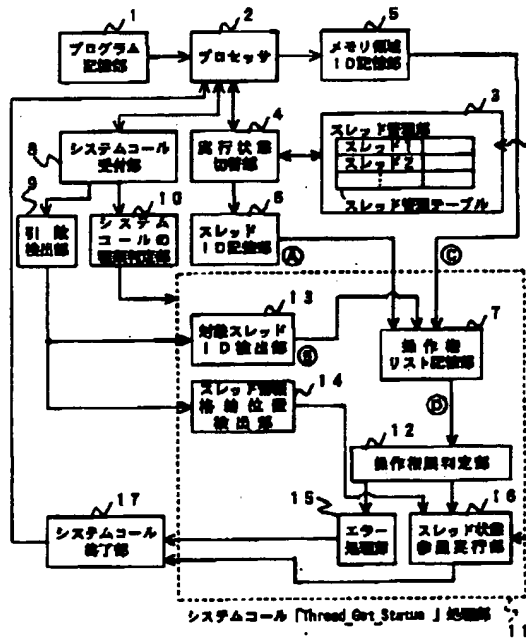 1
プログラム
記憶部
2
プロセッサ
5
メモリ領域
ID記憶部
8
システムコール
受付部
4
実行状態
切替部
3
スレッド管理部
スレッド1
スレッド2
スレッド管理テーブル
9
引数
検出部
10
システム
コールの
種類判定部
6
スレッド
ID記憶部
A
C
13
対象スレッド
ID検出部
B
7
操作権
リスト記憶部
14
スレッド情報
格納位置
検出部
D
12
操作権限判定部
17
システムコール
終了部
15
エラー
処理部
16
スレッド状態
参照実行部
システムコール「Thread_Get_Status」処理部
11